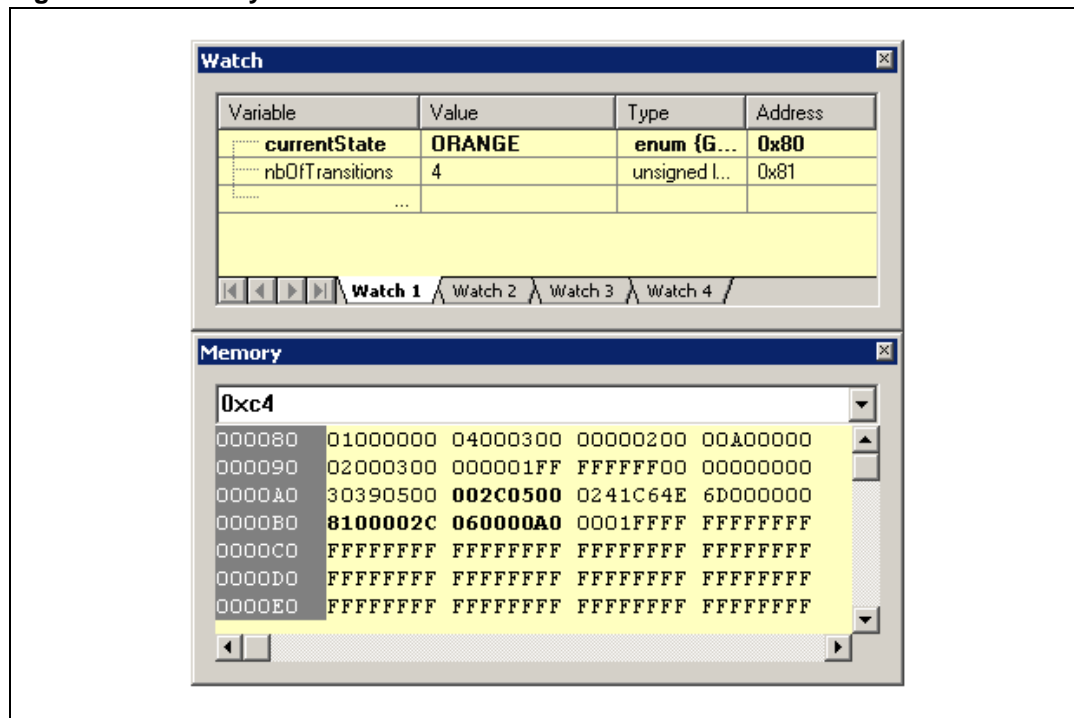 Watch
Variable Value Type Address
currentState ORANGE enum {G... 0x80
nbOfTransitions 4 unsigned l... 0x81
...
Watch 1 Watch 2 Watch 3 Watch 4
Memory
0xc4
000080 01000000 04000300 00000200 00A00000
000090 02000300 000001FF FFFFFF00 00000000
0000A0 30390500 002C0500 0241C64E 6D000000
0000B0 8100002C 060000A0 0001FFFF FFFFFFFF
0000C0 FFFFFFFF FFFFFFFF FFFFFFFF FFFFFFFF
0000D0 FFFFFFFF FFFFFFFF FFFFFFFF FFFFFFFF
0000E0 FFFFFFFF FFFFFFFF FFFFFFFF FFFFFFFF